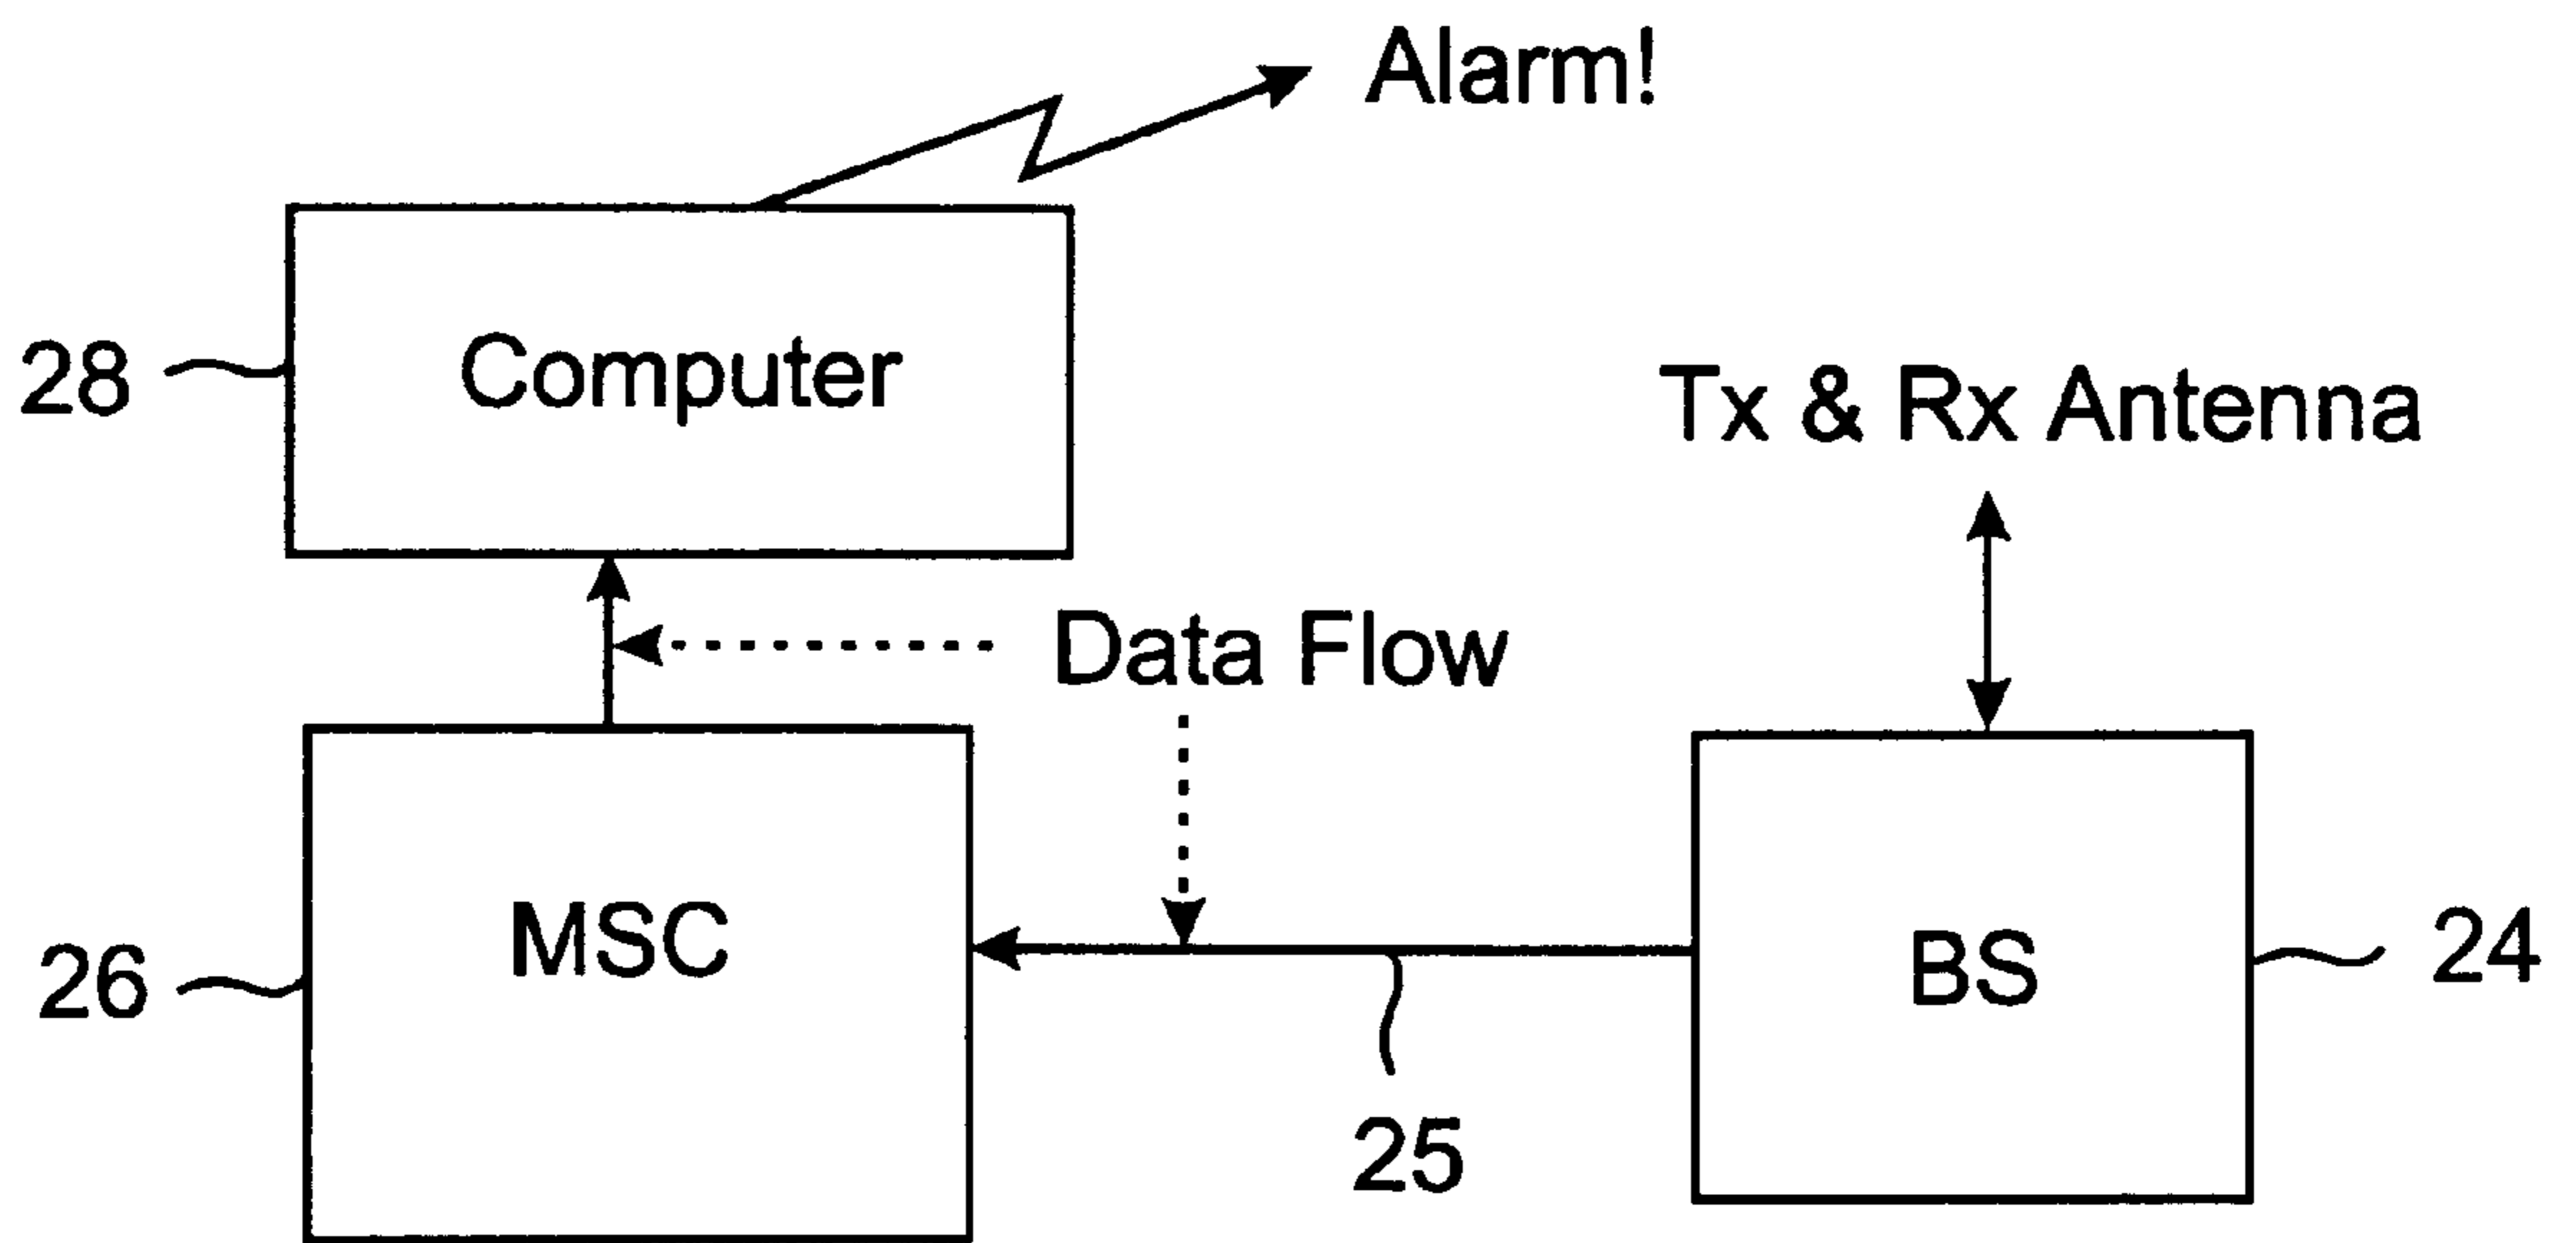 Alarm!
28
Computer
Tx & Rx Antenna
Data Flow
26
MSC
BS
24
25